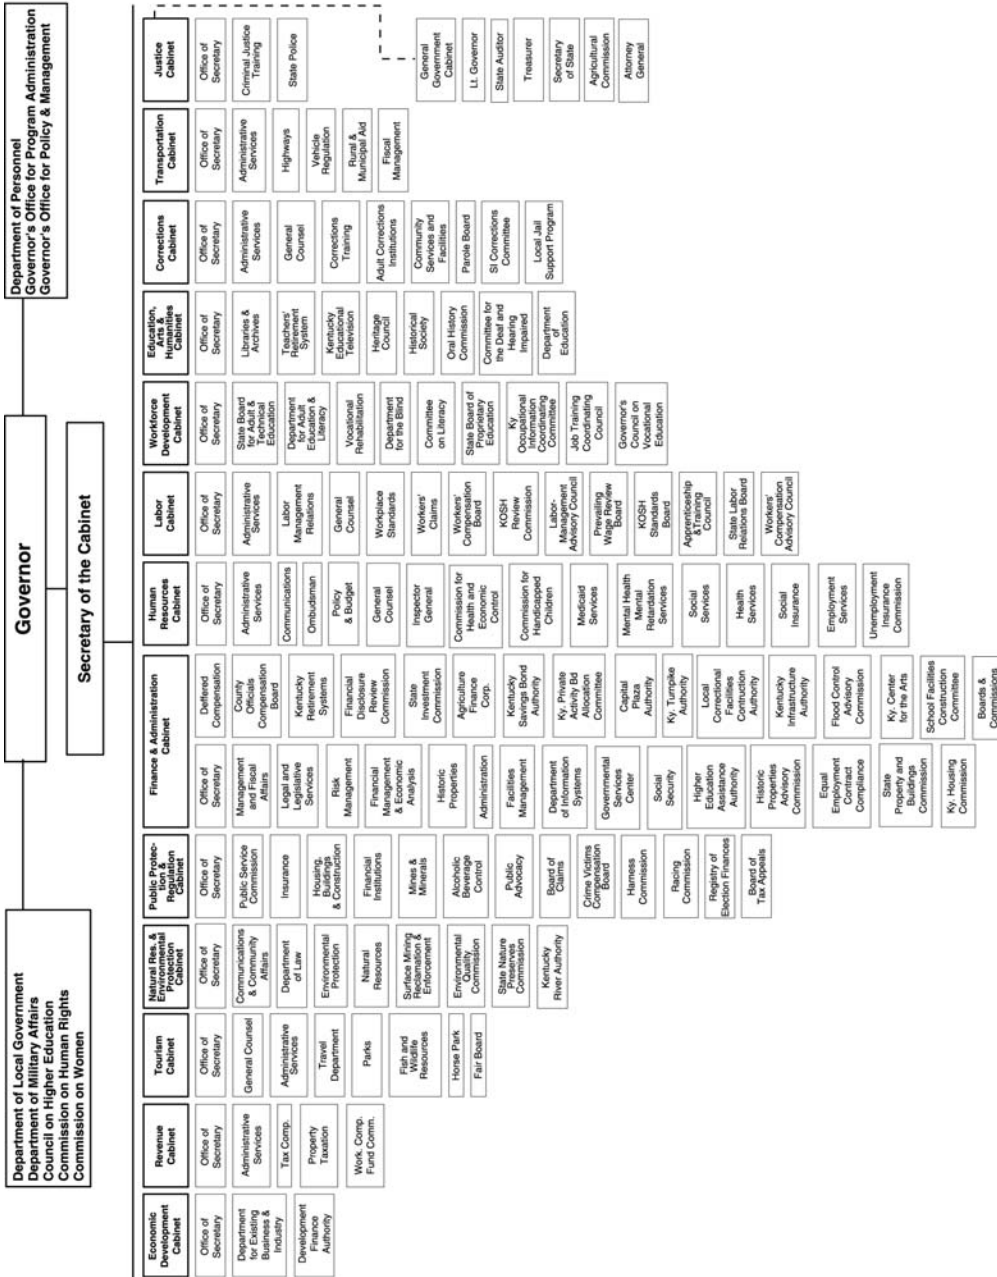 Governor
Secretary of the Cabinet
Department of Local Government
Department of Military Affairs
Council on Higher Education
Commission on Human Rights
Commission on Women
Department of Personnel
Governor's Office for Program Administration
Governor's Office for Policy & Management
Economic
Development
Cabinet
Office of
Secretary
Department
for Existing
Business &
Industry
Development
Finance
Authority
Revenue
Cabinet
Office of
Secretary
Administrative
Services
Tax Comp.
Property
Taxation
Work. Comp.
Fund Comm.
Tourism
Cabinet
Office of
Secretary
General Counsel
Administrative
Services
Travel
Department
Parks
Fish and
Wildlife
Resources
Horse Park
Fair Board
Natural Res. &
Environmental
Protection
Cabinet
Office of
Secretary
Communications
& Community
Affairs
Department
of Law
Environmental
Protection
Natural
Resources
Surface Mining
Reclamation &
Enforcement
Environmental
Quality
Commission
State Nature
Preserves
Commission
Kentucky
River Authority
Public Protec-
tion &
Regulation
Cabinet
Office of
Secretary
Public Service
Commission
Insurance
Housing,
Buildings
& Construction
Financial
Institutions
Mines &
Minerals
Alcoholic
Beverage
Control
Public
Advocacy
Board of
Claims
Crime Victims
Compensation
Board
Harness
Commission
Racing
Commission
Registry of
Election Finances
Board of
Tax Appeals
Finance & Administration
Cabinet
Office of
Secretary
Management
and Fiscal
Affairs
Legal and
Legislative
Services
Risk
Management
Financial
Management
& Economic
Analysis
Historic
Properties
Administration
Facilities
Management
Department
of Information
Systems
Governmental
Services
Center
Social
Security
Higher
Education
Assistance
Authority
Historic
Properties
Advisory
Commission
Equal
Employment
Contract
Compliance
State
Property and
Buildings
Commission
Ky. Housing
Commission
Deffered
Compensation
County
Officials
Compensation
Board
Kentucky
Retirement
Systems
Financial
Disclosure
Review
Commission
State
Investment
Commission
Agriculture
Finance
Corp.
Kentucky
Savings Bond
Authority
Ky. Private
Activity Bd
Allocation
Committee
Capital
Plaza
Authority
Ky. Turnpike
Authority
Local
Correctional
Facilities
Contruction
Authority
Kentucky
Infrastructure
Authority
Flood Control
Advisory
Commission
Ky. Center
for the Arts
School Facilities
Construction
Committee
Boards &
Commissions
Human
Resources
Cabinet
Office of
Secretary
Administrative
Services
Communications
Ombudsman
Policy
& Budget
General
Counsel
Inspector
General
Commission for
Health and
Economic
Control
Commission for
Handicapped
Children
Medicaid
Services
Mental Health
Mental
Retardation
Services
Social
Services
Health
Services
Social
Insurance
Employment
Services
Unemployment
Insurance
Commission
Labor
Cabinet
Office of
Secretary
Administrative
Services
Labor
Management
Relations
General
Counsel
Workplace
Standards
Workers'
Claims
Workers'
Compensation
Board
KOSH
Review
Commission
Labor-
Management
Advisory Council
Prevailing
Wage Review
Board
KOSH
Standards
Board
Apprenticeship
& Training
Council
State Labor
Relations Board
Workers'
Compensation
Advisory Council
Workforce
Development
Cabinet
Office of
Secretary
State Board
for Adult &
Technical
Education
Department
for Adult
Education &
Literacy
Vocational
Rehabilitation
Department
for the Blind
Committee
on Literacy
State Board of
Proprietary
Education
Ky
Occupational
Information
Coordinating
Committee
Job Training
Coordinating
Council
Governor's
Council on
Vocational
Education
Education,
Arts &
Humanities
Cabinet
Office of
Secretary
Libraries &
Archives
Teachers'
Retirement
System
Kentucky
Educational
Television
Heritage
Council
Historical
Society
Oral History
Commission
Committee for
the Deaf and
Hearing
Impaired
Department
of
Education
Corrections
Cabinet
Office of
Secretary
Administrative
Services
General
Counsel
Corrections
Training
Adult Corrections
Institutions
Community
Services and
Facilities
Parole Board
SI Corrections
Committee
Local Jail
Support Program
Transportation
Cabinet
Office of
Secretary
Administrative
Services
Highways
Vehicle
Regulation
Rural &
Municipal Aid
Fiscal
Management
Justice
Cabinet
Office of
Secretary
Criminal Justice
Training
State Police
General
Government
Cabinet
Lt. Governor
State Auditor
Treasurer
Secretary
of State
Agricultural
Commission
Attorney
General